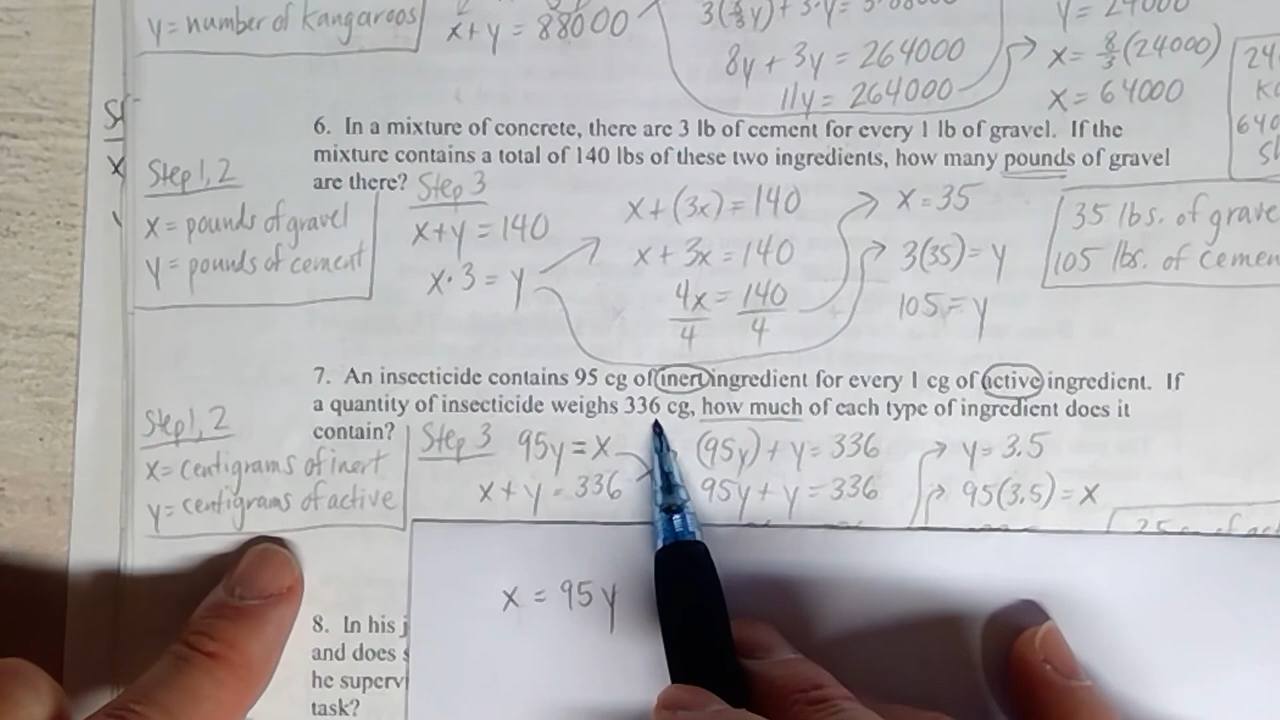 y = number of kangaroos
x+y = 88000
8y + 3y = 264000
11y = 264000
y = 24000
x = 8/3(24000)
x = 64000
6. In a mixture of concrete, there are 3 lb of cement for every 1 lb of gravel. If the
mixture contains a total of 140 lbs of these two ingredients, how many pounds of gravel
are there?
Step 1, 2
x = pounds of gravel
y = pounds of cement
Step 3
x+y = 140
x·3 = y
x+(3x) = 140
x + 3x = 140
4x = 140
4 4
x = 35
3(35) = y
105 = y
35 lbs. of grave
105 lbs. of cemen
7. An insecticide contains 95 cg of inert ingredient for every 1 cg of active ingredient. If
a quantity of insecticide weighs 336 cg, how much of each type of ingredient does it
contain?
Step 1, 2
x = centigrams of inert
y = centigrams of active
Step 3
95y = x
x + y = 336
(95y) + y = 336
95y + y = 336
y = 3.5
95(3.5) = x
x = 95y
8. In his j
and does s
he superv
task?